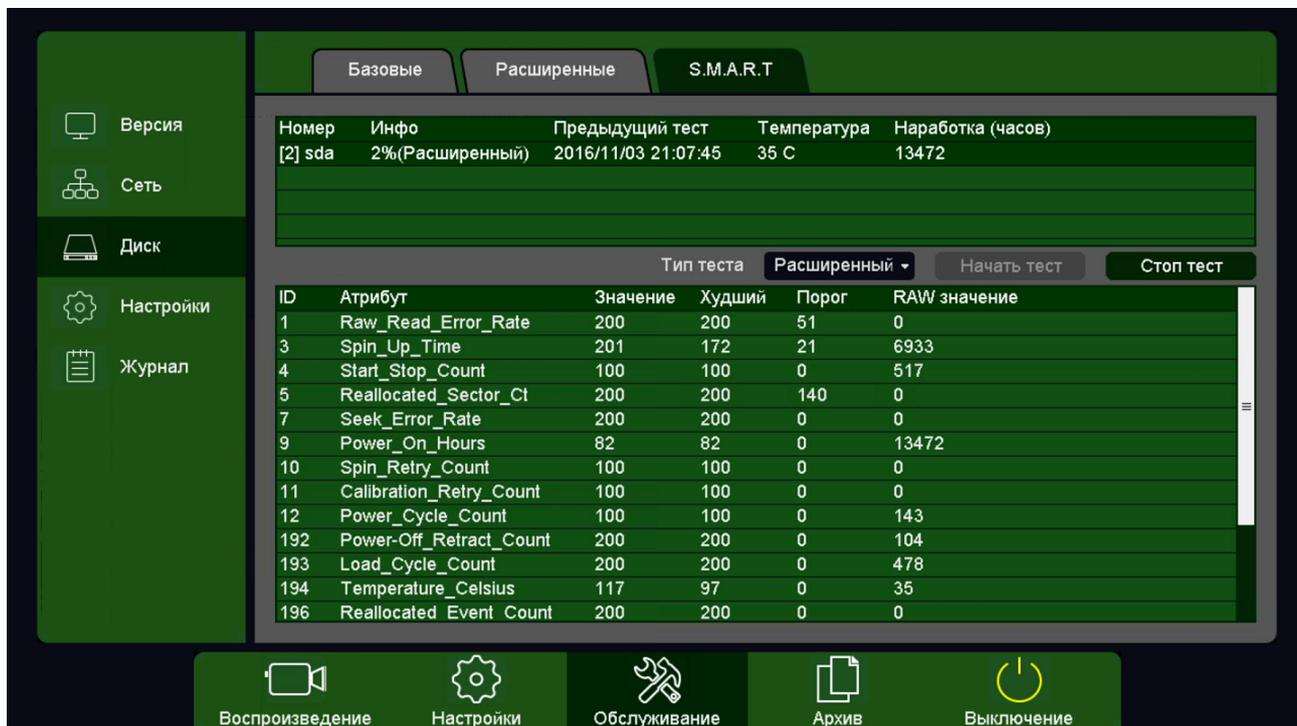 Базовые Расширенные S.M.A.R.T
Версия
Сеть
Диск
Настройки
Журнал
Номер Инфо Предыдущий тест Температура Наработка (часов)
[2] sda 2%(Расширенный) 2016/11/03 21:07:45 35 C 13472
Тип теста Расширенный Начать тест Стоп тест
ID Атрибут Значение Худший Порог RAW значение
1 Raw_Read_Error_Rate 200 200 51 0
3 Spin_Up_Time 201 172 21 6933
4 Start_Stop_Count 100 100 0 517
5 Reallocated_Sector_Ct 200 200 140 0
7 Seek_Error_Rate 200 200 0 0
9 Power_On_Hours 82 82 0 13472
10 Spin_Retry_Count 100 100 0 0
11 Calibration_Retry_Count 100 100 0 0
12 Power_Cycle_Count 100 100 0 143
192 Power-Off_Retract_Count 200 200 0 104
193 Load_Cycle_Count 200 200 0 478
194 Temperature_Celsius 117 97 0 35
196 Reallocated_Event_Count 200 200 0 0
Воспроизведение Настройки Обслуживание Архив Выключение